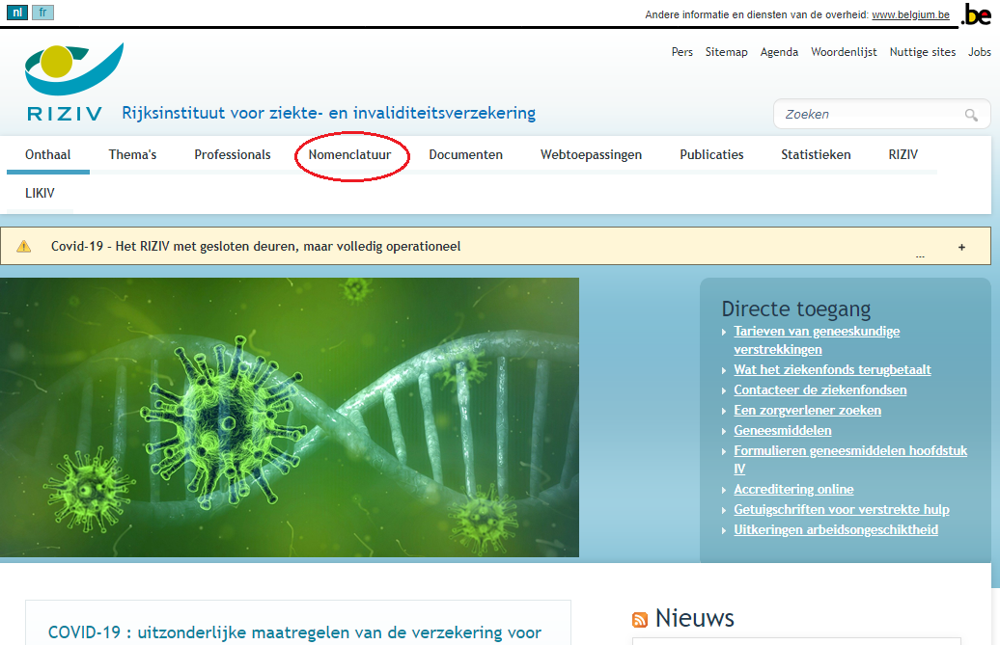 nl fr
Andere informatie en diensten van de overheid: www.belgium.be
.be
Pers Sitemap Agenda Woordenlijst Nuttige sites Jobs
RIZIV Rijksinstituut voor ziekte- en invaliditeitsverzekering
Zoeken
Onthaal Thema's Professionals Nomenclatuur Documenten Webtoepassingen Publicaties Statistieken RIZIV
LIKIV
Covid-19 - Het RIZIV met gesloten deuren, maar volledig operationeel ... +
Directe toegang
Tarieven van geneeskundige
verstrekkingen
Wat het ziekenfonds terugbetaalt
Contacteer de ziekenfondsen
Een zorgverlener zoeken
Geneesmiddelen
Formulieren geneesmiddelen hoofdstuk
IV
Accreditering online
Getuigschriften voor verstrekte hulp
Uitkeringen arbeidsongeschiktheid
COVID-19 : uitzonderlijke maatregelen van de verzekering voor
Nieuws